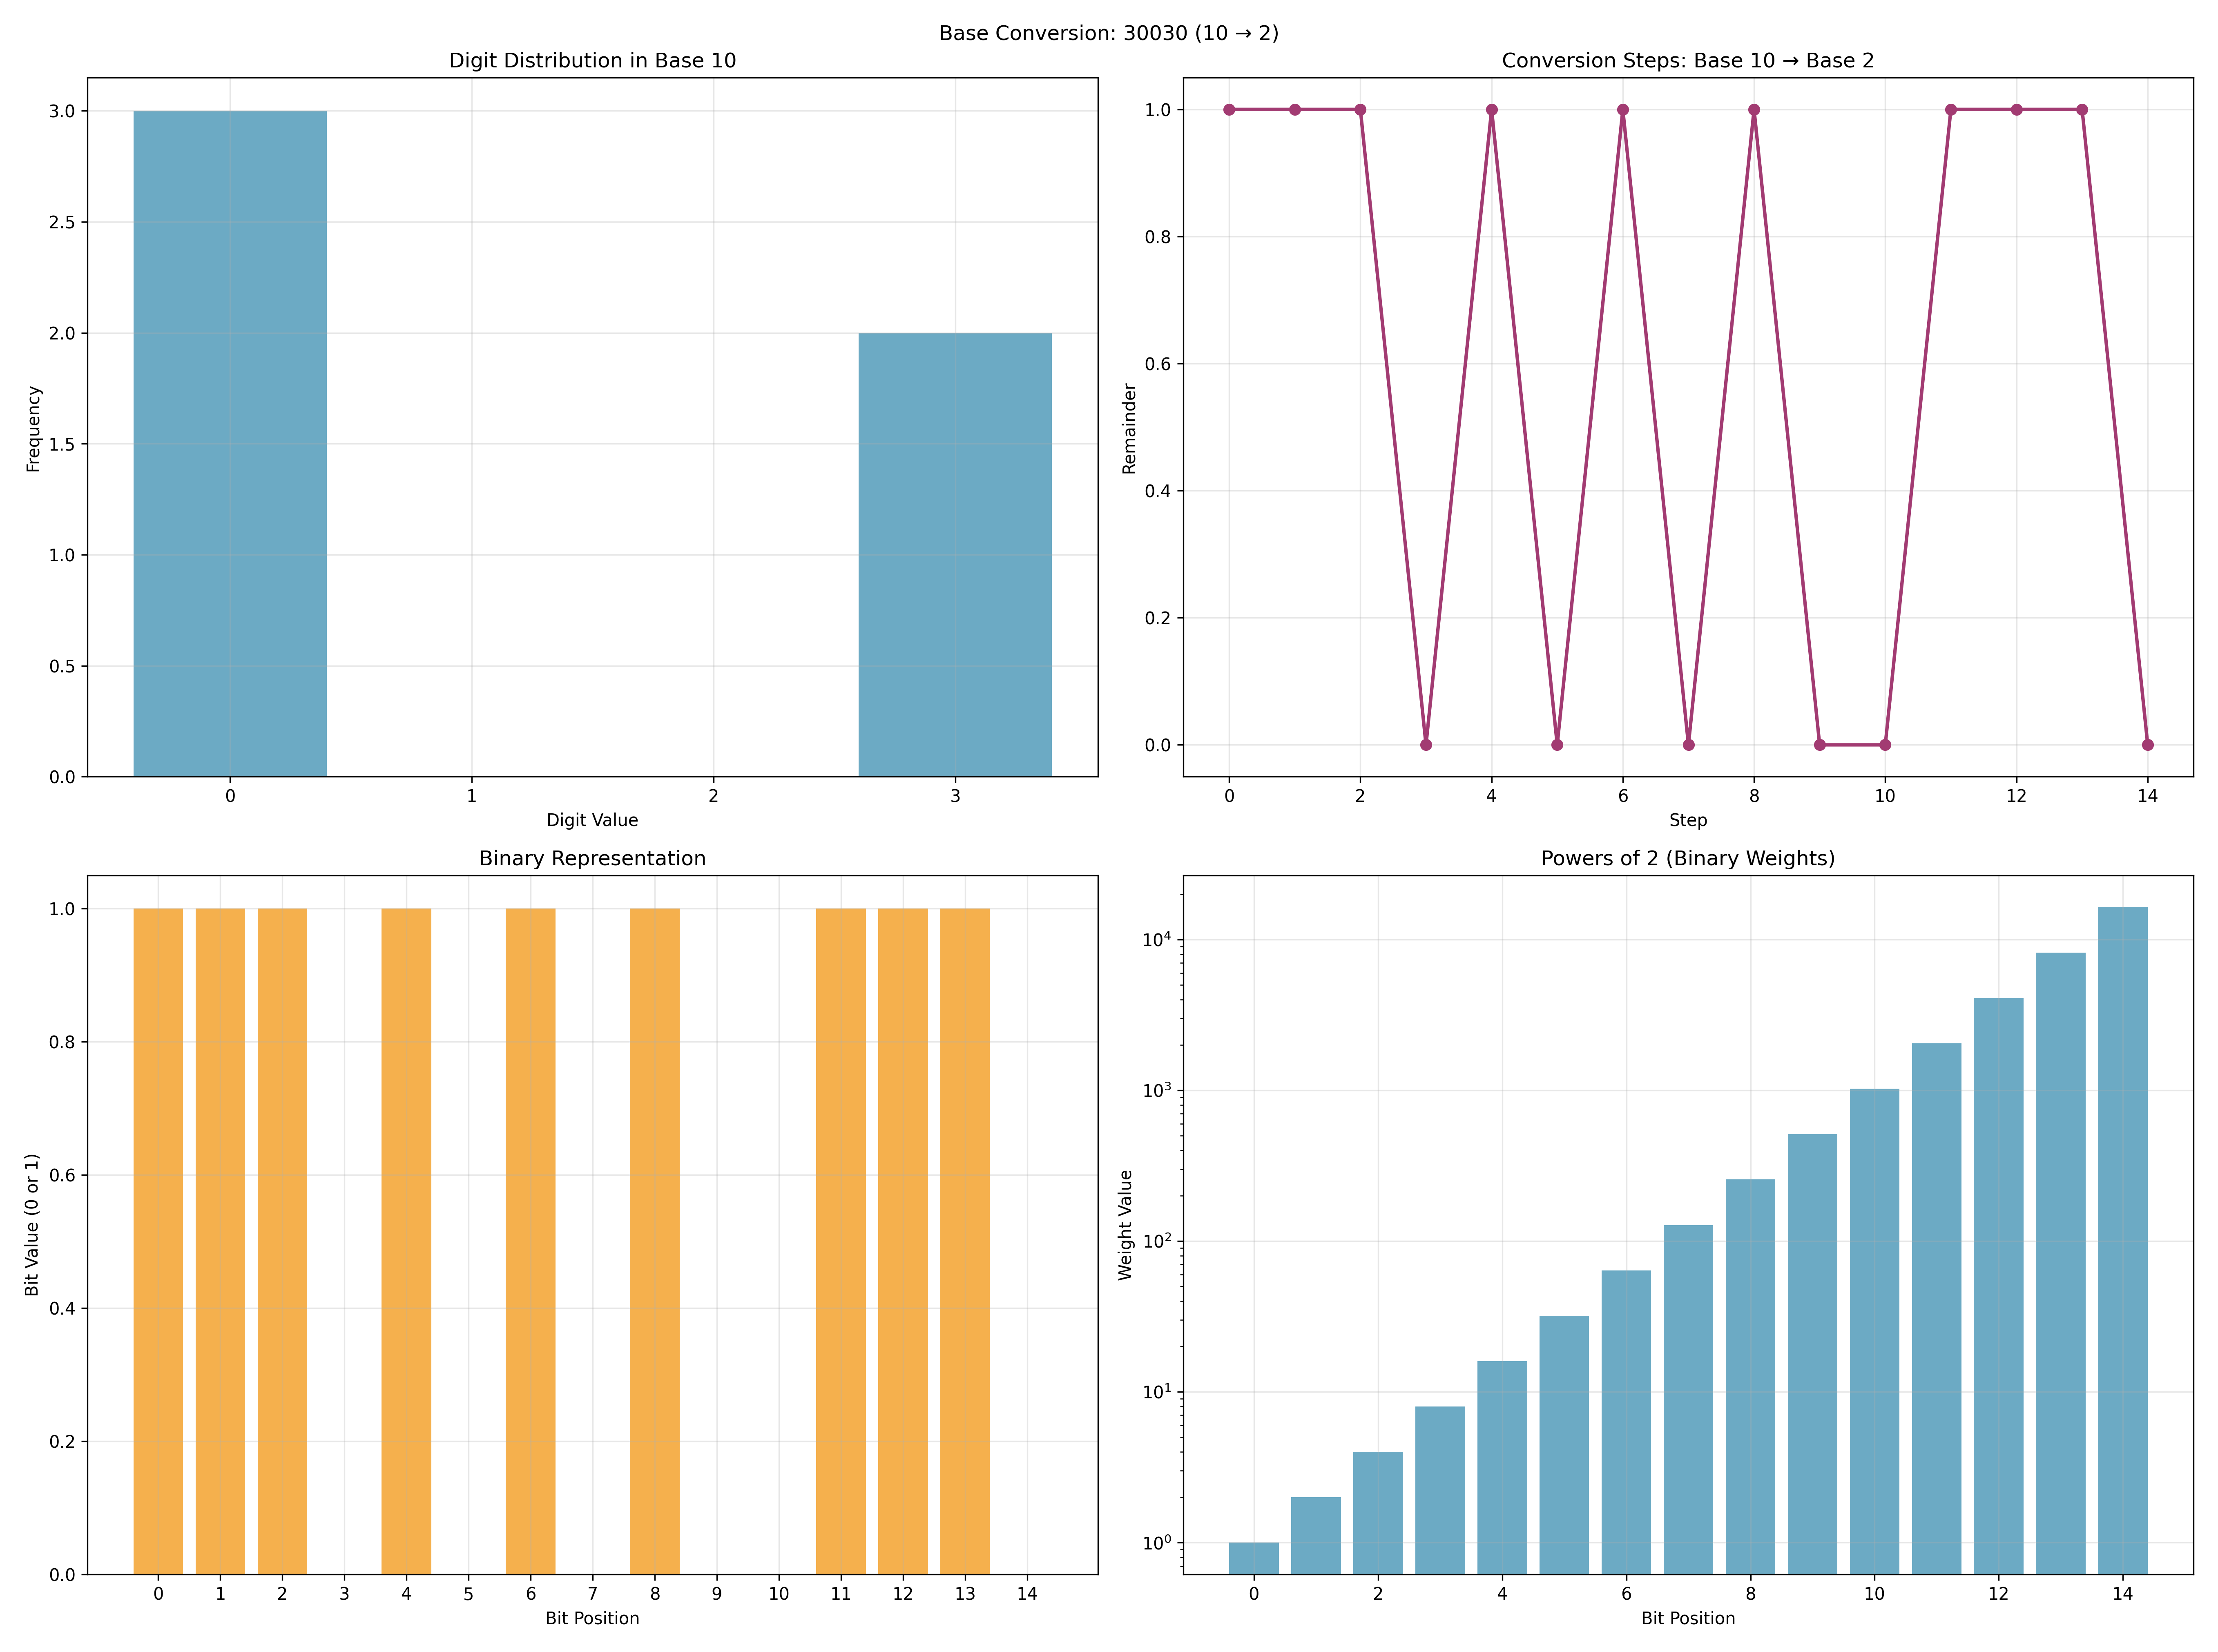 Base Conversion: 30030 (10 → 2)
Digit Distribution in Base 10
3.0
2.5
2.0
1.5
1.0
0.5
0.0
Frequency
0 1 2 3
Digit Value
Conversion Steps: Base 10 → Base 2
1.0
0.8
0.6
0.4
0.2
0.0
Remainder
0 2 4 6 8 10 12 14
Step
Binary Representation
1.0
0.8
0.6
0.4
0.2
0.0
Bit Value (0 or 1)
0 1 2 3 4 5 6 7 8 9 10 11 12 13 14
Bit Position
Powers of 2 (Binary Weights)
10⁴
10³
10²
10¹
10⁰
Weight Value
0 2 4 6 8 10 12 14
Bit Position